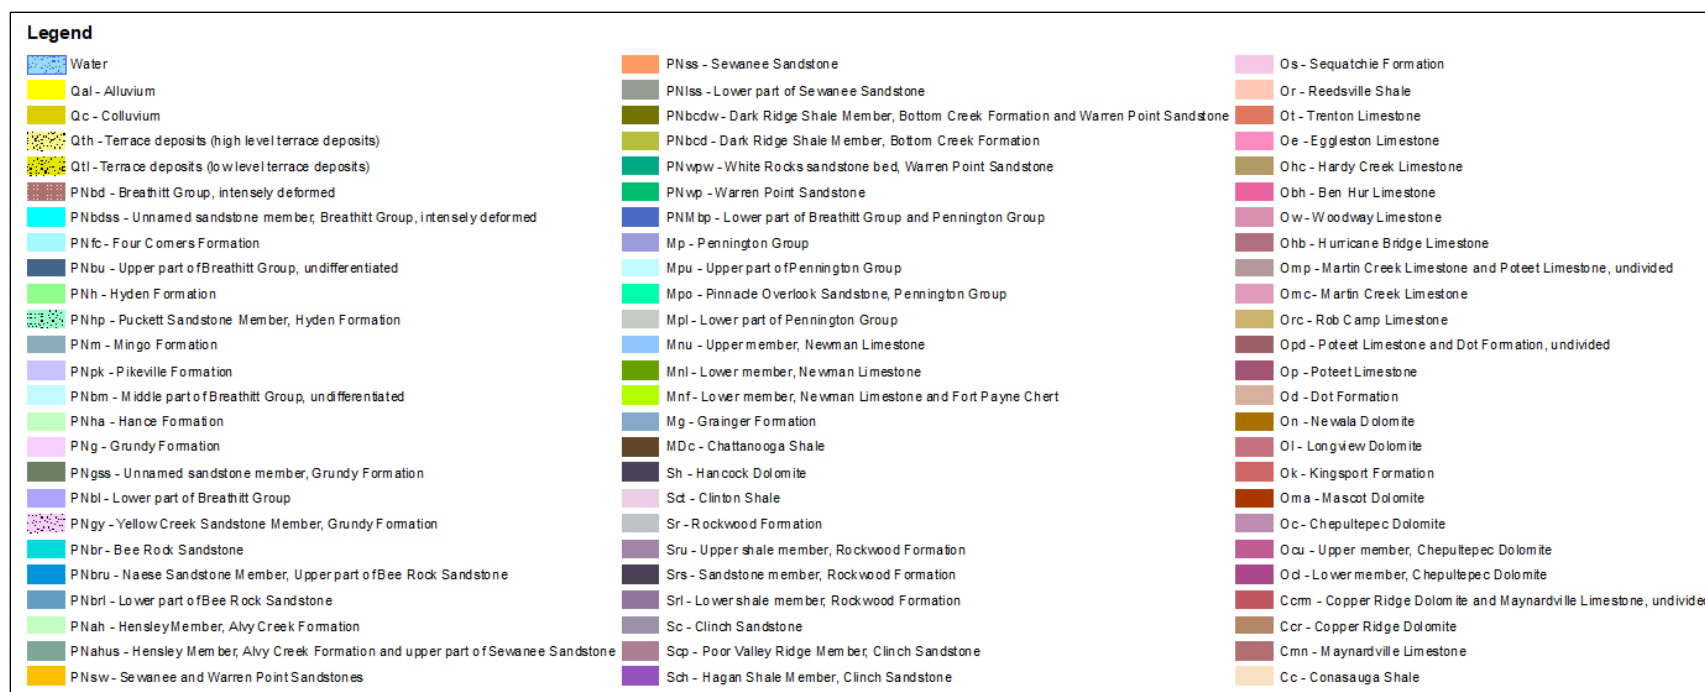 Legend
Water
Qal - Alluvium
Qc - Colluvium
Qth - Terrace deposits (high level terrace deposits)
Qtl - Terrace deposits (low level terrace deposits)
PNbd - Breathitt Group, intensely deformed
PNbdss - Unnamed sandstone member, Breathitt Group, intensely deformed
PNfc - Four Corners Formation
PNbu - Upper part of Breathitt Group, undifferentiated
PNh - Hyden Formation
PNhp - Puckett Sandstone Member, Hyden Formation
PNm - Mingo Formation
PNpk - Pikeville Formation
PNbm - Middle part of Breathitt Group, undifferentiated
PNha - Hance Formation
PNg - Grundy Formation
PNgss - Unnamed sandstone member, Grundy Formation
PNbl - Lower part of Breathitt Group
PNgy - Yellow Creek Sandstone Member, Grundy Formation
PNbr - Bee Rock Sandstone
PNbru - Naese Sandstone Member, Upper part of Bee Rock Sandstone
PNbrl - Lower part of Bee Rock Sandstone
PNah - Hensley Member, Alvy Creek Formation
PNahus - Hensley Member, Alvy Creek Formation and upper part of Sewanee Sandstone
PNsw - Sewanee and Warren Point Sandstones
PNss - Sewanee Sandstone
PNlss - Lower part of Sewanee Sandstone
PNbcdw - Dark Ridge Shale Member, Bottom Creek Formation and Warren Point Sandstone
PNbcd - Dark Ridge Shale Member, Bottom Creek Formation
PNwpw - White Rocks sandstone bed, Warren Point Sandstone
PNwp - Warren Point Sandstone
PNMbp - Lower part of Breathitt Group and Pennington Group
Mp - Pennington Group
Mpu - Upper part of Pennington Group
Mpo - Pinnacle Overlook Sandstone, Pennington Group
Mpl - Lower part of Pennington Group
Mnu - Upper member, Newman Limestone
Mnl - Lower member, Newman Limestone
Mnf - Lower member, Newman Limestone and Fort Payne Chert
Mg - Grainger Formation
MDc - Chattanooga Shale
Sh - Hancock Dolomite
Sct - Clinton Shale
Sr - Rockwood Formation
Sru - Upper shale member, Rockwood Formation
Srs - Sandstone member, Rockwood Formation
Srl - Lower shale member, Rockwood Formation
Sc - Clinch Sandstone
Scp - Poor Valley Ridge Member, Clinch Sandstone
Sch - Hagan Shale Member, Clinch Sandstone
Os - Sequatchie Formation
Or - Reedsville Shale
Ot - Trenton Limestone
Oe - Eggleston Limestone
Ohc - Hardy Creek Limestone
Obh - Ben Hur Limestone
Ow - Woodway Limestone
Ohb - Hurricane Bridge Limestone
Omp - Martin Creek Limestone and Poteet Limestone, undivided
Omc - Martin Creek Limestone
Orc - Rob Camp Limestone
Opd - Poteet Limestone and Dot Formation, undivided
Op - Poteet Limestone
Od - Dot Formation
On - Newala Dolomite
Ol - Longview Dolomite
Ok - Kingsport Formation
Oma - Mascot Dolomite
Oc - Chepultepec Dolomite
Ocu - Upper member, Chepultepec Dolomite
Ocl - Lower member, Chepultepec Dolomite
Ccrm - Copper Ridge Dolomite and Maynardville Limestone, undivided
Ccr - Copper Ridge Dolomite
Cmn - Maynardville Limestone
Cc - Conasauga Shale